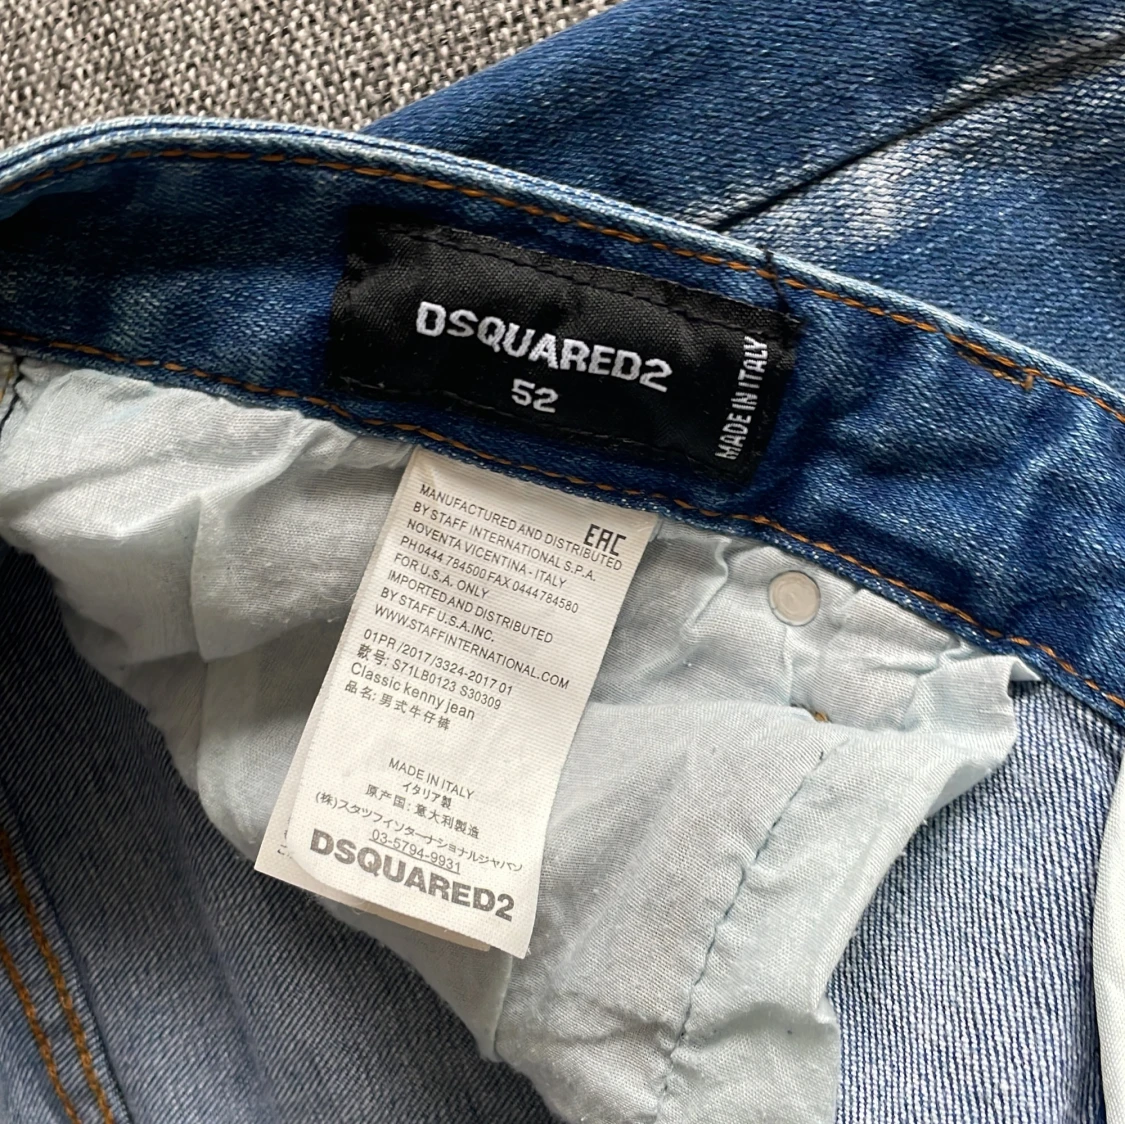 DSQUARED2
52
MADE IN ITALY
MANUFACTURED AND DISTRIBUTED
BY STAFF INTERNATIONAL S.P.A.
NOVENTA VICENTINA - ITALY
PH0444 784500 FAX 0444784580
FOR U.S.A. ONLY
IMPORTED AND DISTRIBUTED
BY STAFF U.S.A.INC.
WWW.STAFFINTERNATIONAL.COM
EAC
01PR /2017/3324-2017 01
款号: S71LB0123 S30309
Classic kenny jean
品名: 男式牛仔裤
MADE IN ITALY
イタリア製
原产国: 意大利製造
(株)スタッフインターナショナルジャパン
03-5794-9931
DSQUARED2